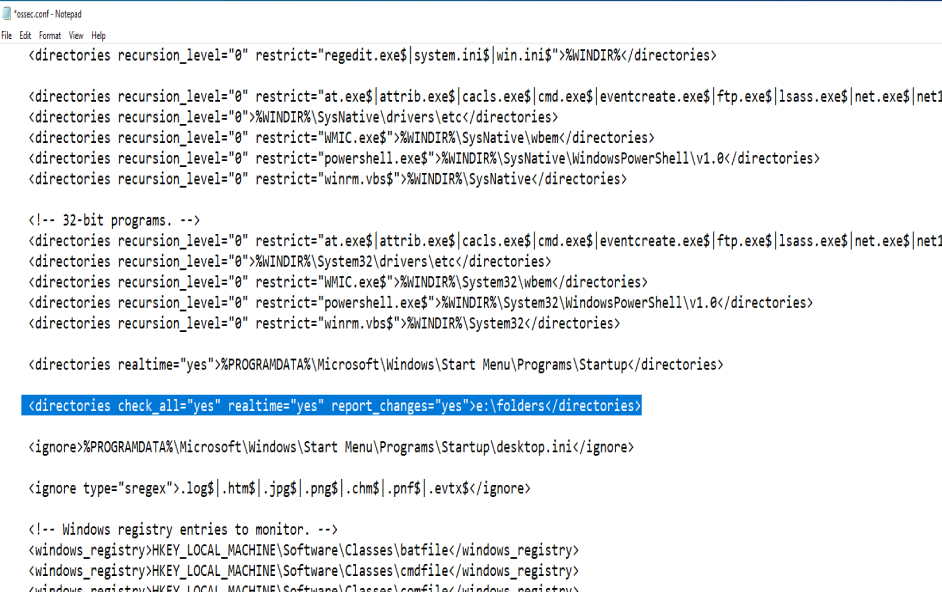 *ossec.conf - Notepad
File Edit Format View Help
<directories recursion_level="0" restrict="regedit.exe$|system.ini$|win.ini$">%WINDIR%</directories>
<directories recursion_level="0" restrict="at.exe$|attrib.exe$|cacls.exe$|cmd.exe$|eventcreate.exe$|ftp.exe$|lsass.exe$|net.exe$|net1
<directories recursion_level="0">%WINDIR%\SysNative\drivers\etc</directories>
<directories recursion_level="0" restrict="WMIC.exe$">%WINDIR%\SysNative\wbem</directories>
<directories recursion_level="0" restrict="powershell.exe$">%WINDIR%\SysNative\WindowsPowerShell\v1.0</directories>
<directories recursion_level="0" restrict="winrm.vbs$">%WINDIR%\SysNative</directories>
<!-- 32-bit programs. -->
<directories recursion_level="0" restrict="at.exe$|attrib.exe$|cacls.exe$|cmd.exe$|eventcreate.exe$|ftp.exe$|lsass.exe$|net.exe$|net1
<directories recursion_level="0">%WINDIR%\System32\drivers\etc</directories>
<directories recursion_level="0" restrict="WMIC.exe$">%WINDIR%\System32\wbem</directories>
<directories recursion_level="0" restrict="powershell.exe$">%WINDIR%\System32\WindowsPowerShell\v1.0</directories>
<directories recursion_level="0" restrict="winrm.vbs$">%WINDIR%\System32</directories>
<directories realtime="yes">%PROGRAMDATA%\Microsoft\Windows\Start Menu\Programs\Startup</directories>
<directories check_all="yes" realtime="yes" report_changes="yes">e:\folders</directories>
<ignore>%PROGRAMDATA%\Microsoft\Windows\Start Menu\Programs\Startup\desktop.ini</ignore>
<ignore type="sregex">.log$|.htm$|.jpg$|.png$|.chm$|.pnf$|.evtx$</ignore>
<!-- Windows registry entries to monitor. -->
<windows_registry>HKEY_LOCAL_MACHINE\Software\Classes\batfile</windows_registry>
<windows_registry>HKEY_LOCAL_MACHINE\Software\Classes\cmdfile</windows_registry>
<windows_registry>HKEY_LOCAL_MACHINE\Software\Classes\comfile</windows_registry>